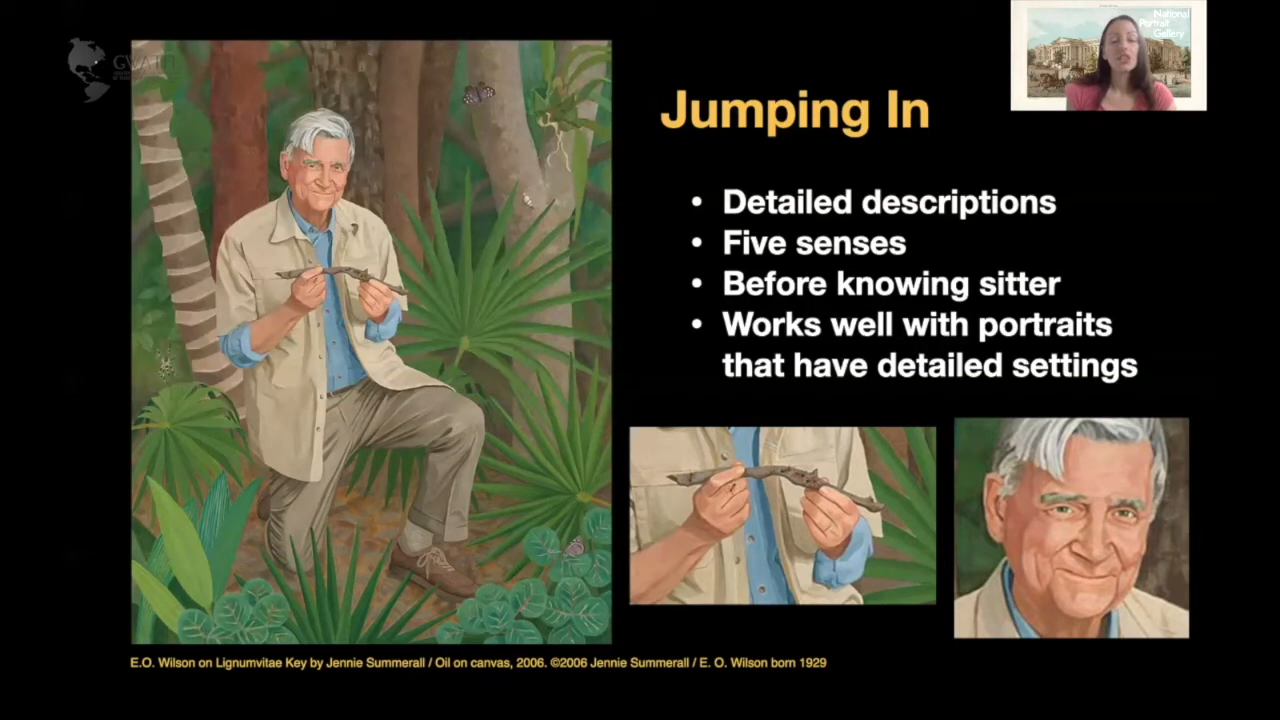 National
Portrait
Gallery
Jumping In
• Detailed descriptions
• Five senses
• Before knowing sitter
• Works well with portraits
that have detailed settings
E.O. Wilson on Lignumvitae Key by Jennie Summerall / Oil on canvas, 2006. ©2006 Jennie Summerall / E. O. Wilson born 1929